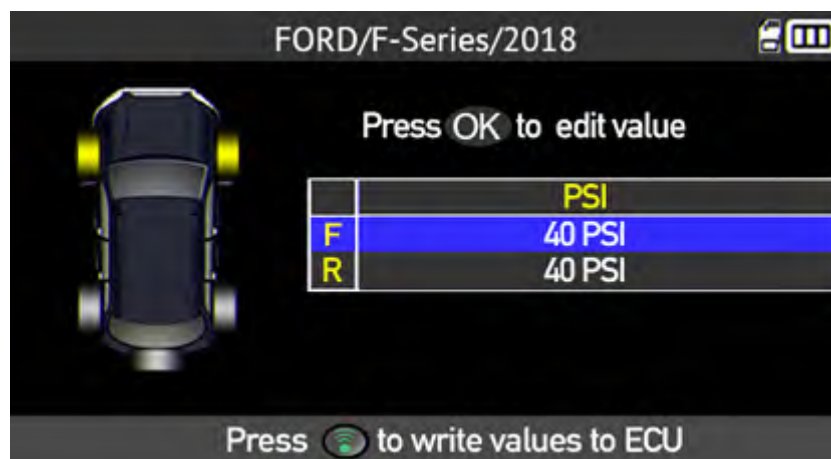 FORD/F-Series/2018
Press OK to edit value
PSI
F 40 PSI
R 40 PSI
Press to write values to ECU